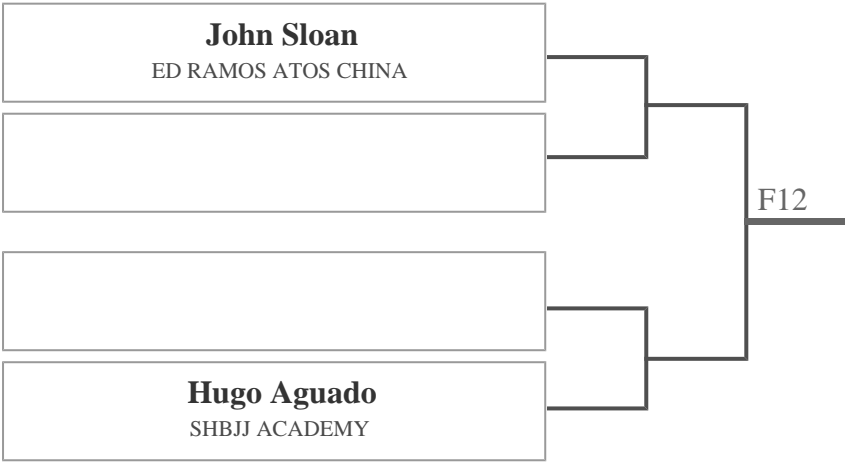 John Sloan
ED RAMOS ATOS CHINA
F12
Hugo Aguado
SHBJJ ACADEMY